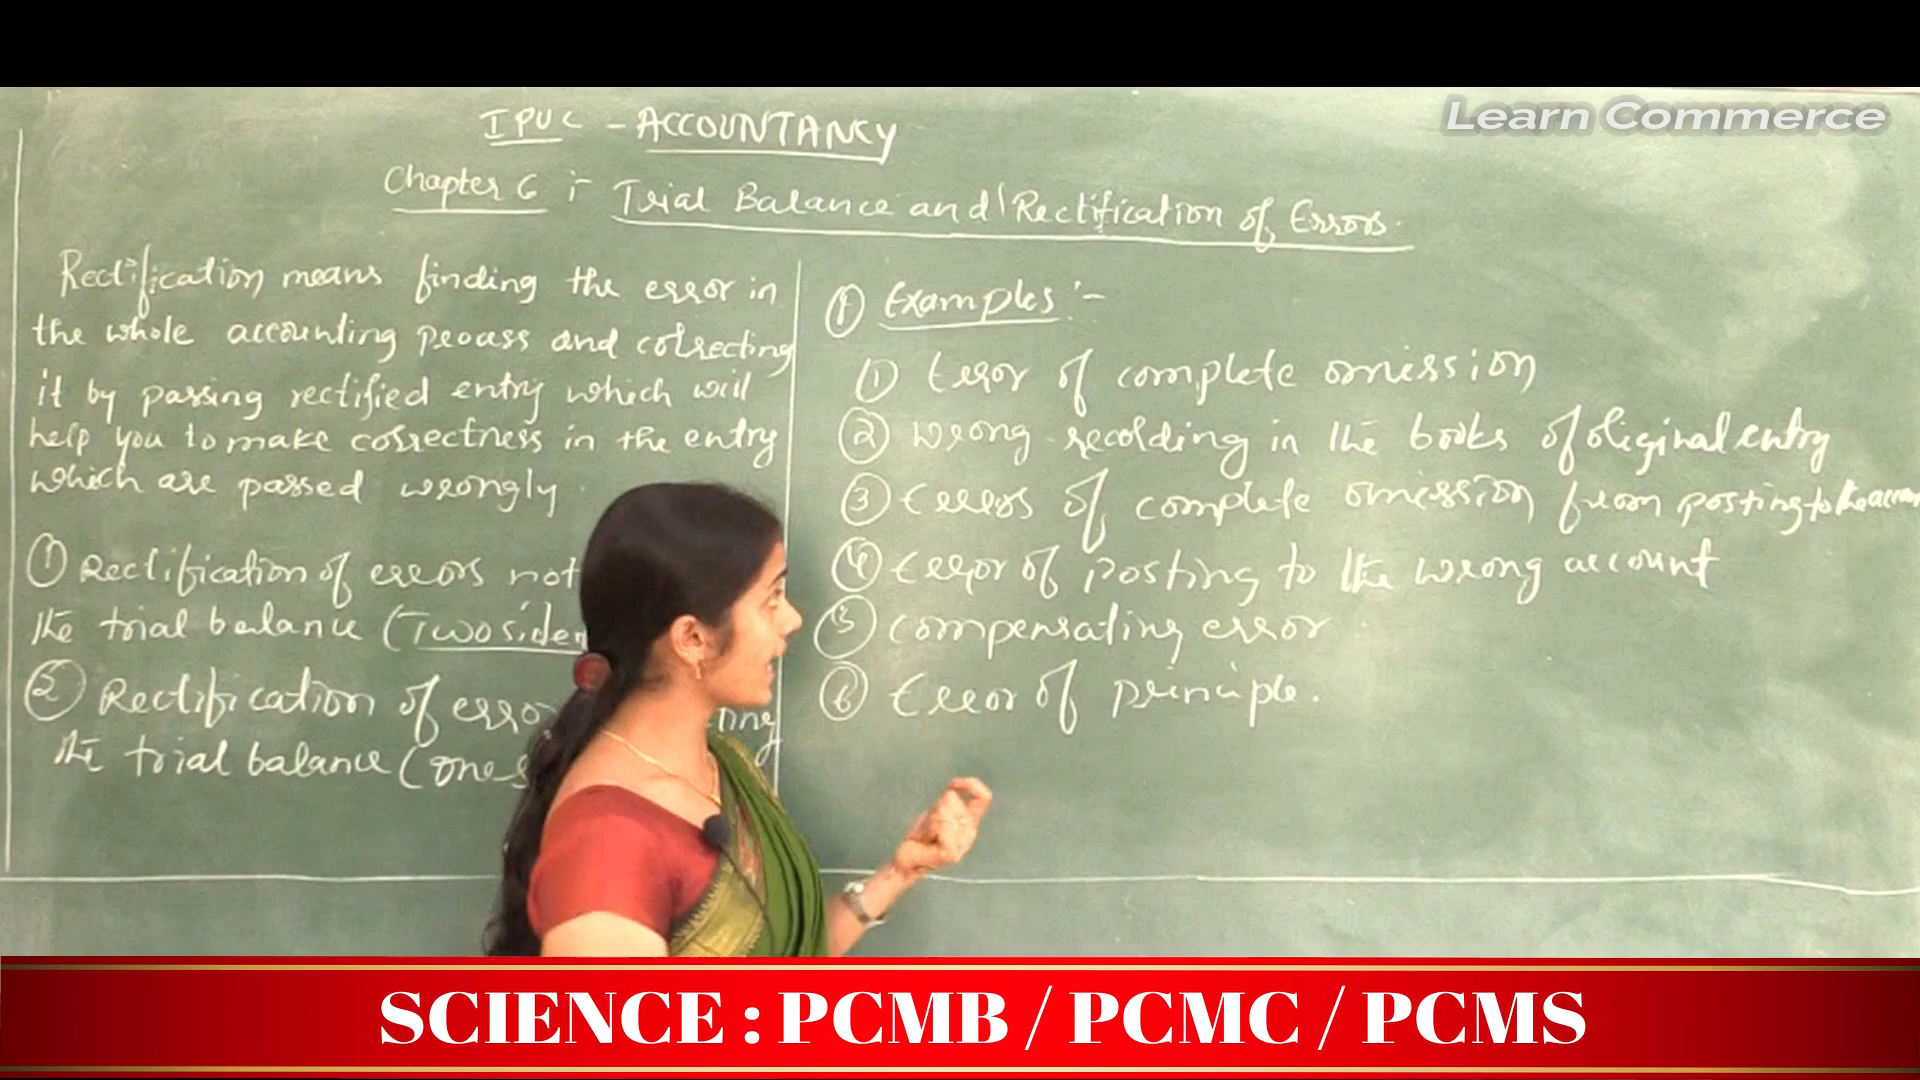 Learn Commerce
I PUC - ACCOUNTANCY
Chapter 6 :- Trial Balance and Rectification of Errors.
Rectification means finding the error in
the whole accounting process and correcting
it by passing rectified entry which will
help you to make correctness in the entry
which are passed wrongly.
① Rectification of errors not
the trial balance (Two
② Rectification of
the trial balance (one
① Examples :-
① Error of complete omission
② wrong recording in the books of original entry
③ Errors of complete omission from posting to the
④ Error of posting to the wrong account
⑤ compensating error
⑥ Error of principle.
SCIENCE : PCMB / PCMC / PCMS